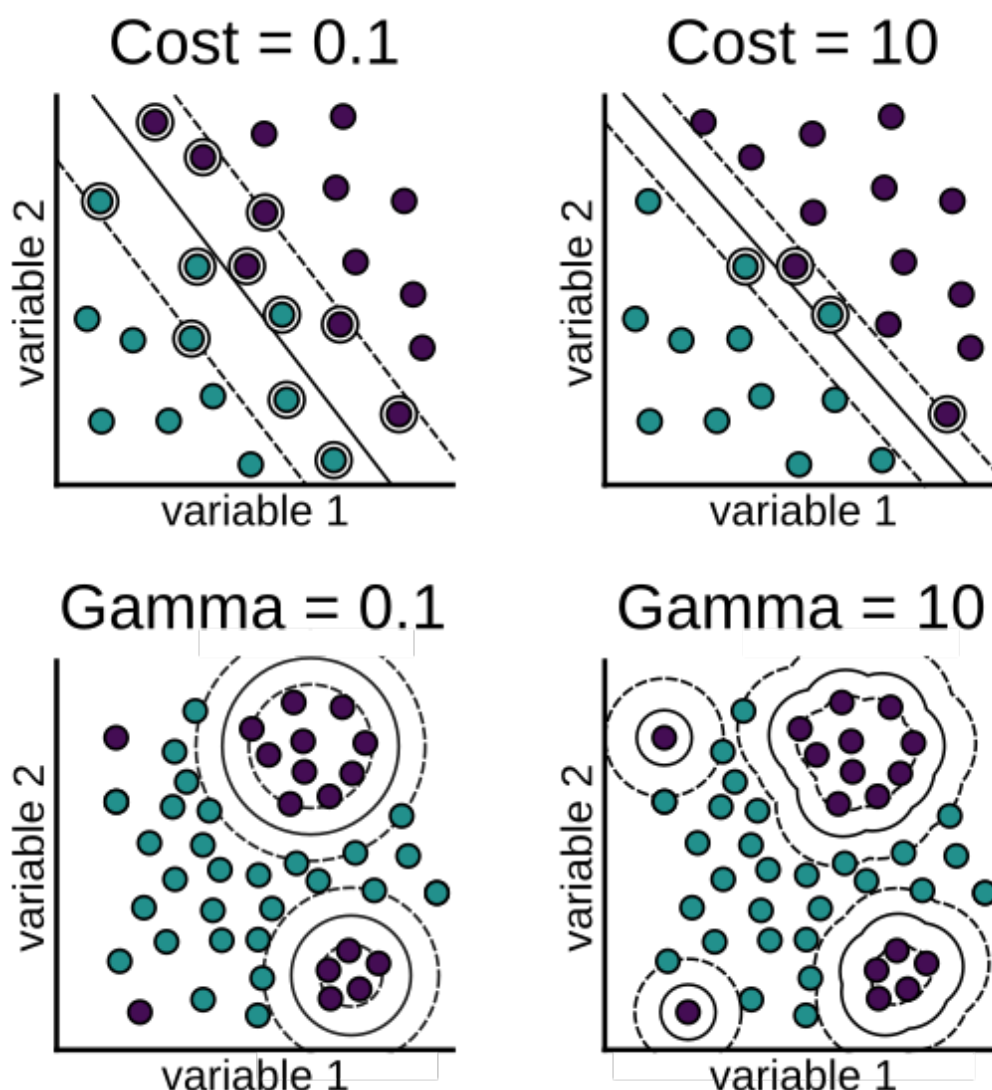 Cost = 0.1
Cost = 10
variable 2
variable 1
variable 2
variable 1
Gamma = 0.1
Gamma = 10
variable 2
variable 1
variable 2
variable 1